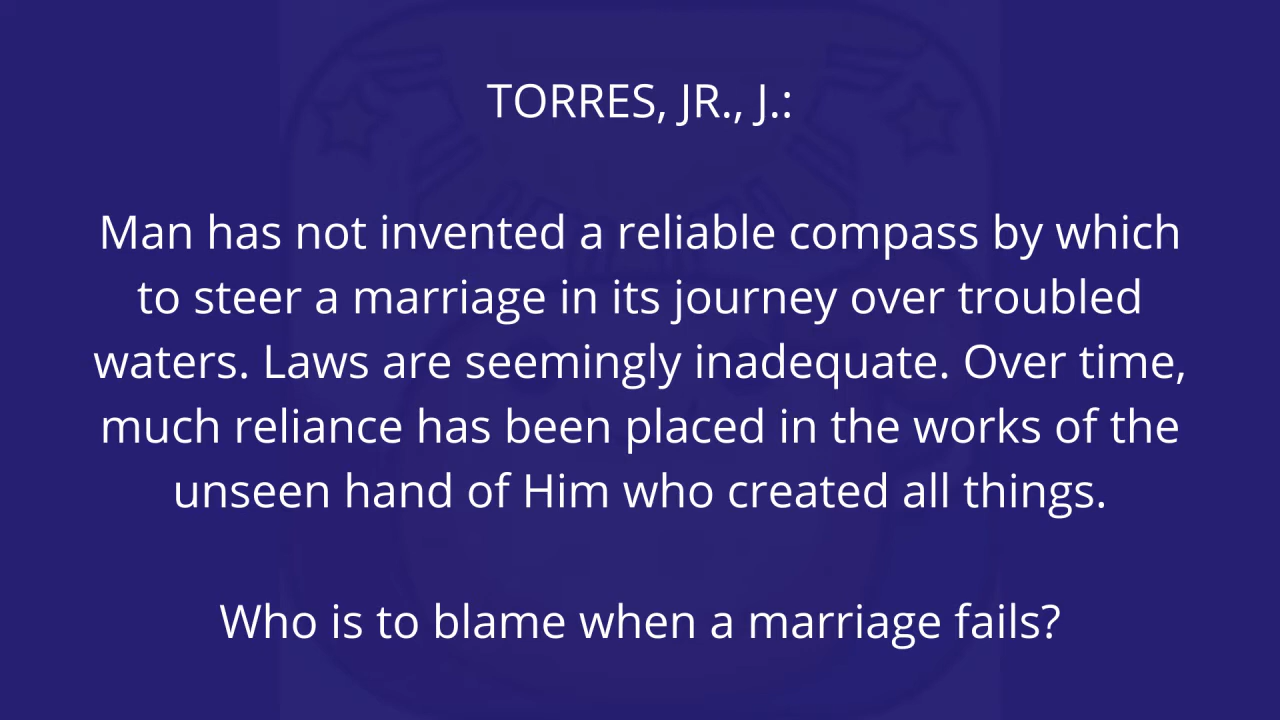 TORRES, JR., J.:
Man has not invented a reliable compass by which
to steer a marriage in its journey over troubled
waters. Laws are seemingly inadequate. Over time,
much reliance has been placed in the works of the
unseen hand of Him who created all things.
Who is to blame when a marriage fails?